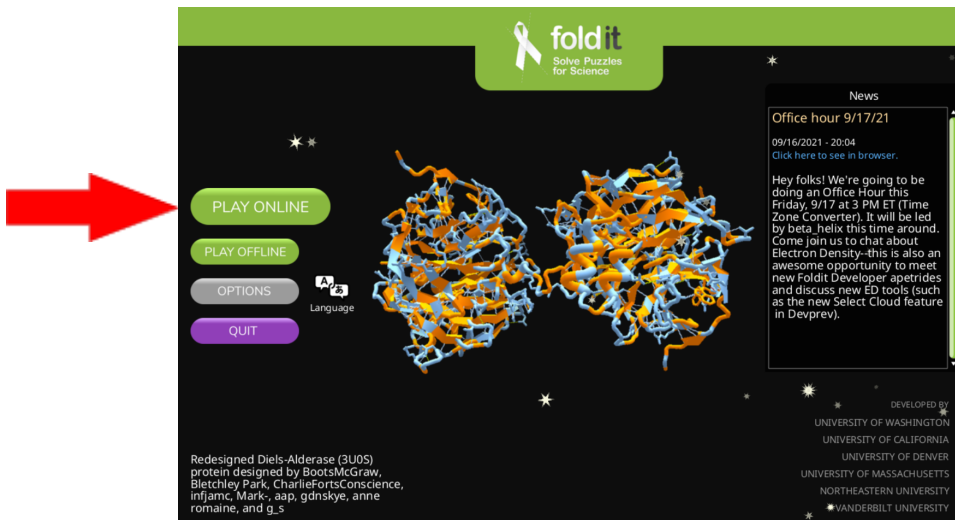 foldit
Solve Puzzles
for Science
News
Office hour 9/17/21
09/16/2021 - 20:04
Click here to see in browser.
Hey folks! We're going to be
doing an Office Hour this
Friday, 9/17 at 3 PM ET (Time
Zone Converter). It will be led
by beta_helix this time around.
Come join us to chat about
Electron Density--this is also an
awesome opportunity to meet
new Foldit Developer apetrides
and discuss new ED tools (such
as the new Select Cloud feature
in Devprev).
PLAY ONLINE
PLAY OFFLINE
OPTIONS
A あ
Language
QUIT
Redesigned Diels-Alderase (3U0S)
protein designed by BootsMcGraw,
Bletchley Park, CharlieFortsConscience,
infjamc, Mark-, aap, gdnskye, anne
romaine, and g_s
DEVELOPED BY
UNIVERSITY OF WASHINGTON
UNIVERSITY OF CALIFORNIA
UNIVERSITY OF DENVER
UNIVERSITY OF MASSACHUSETTS
NORTHEASTERN UNIVERSITY
VANDERBILT UNIVERSITY